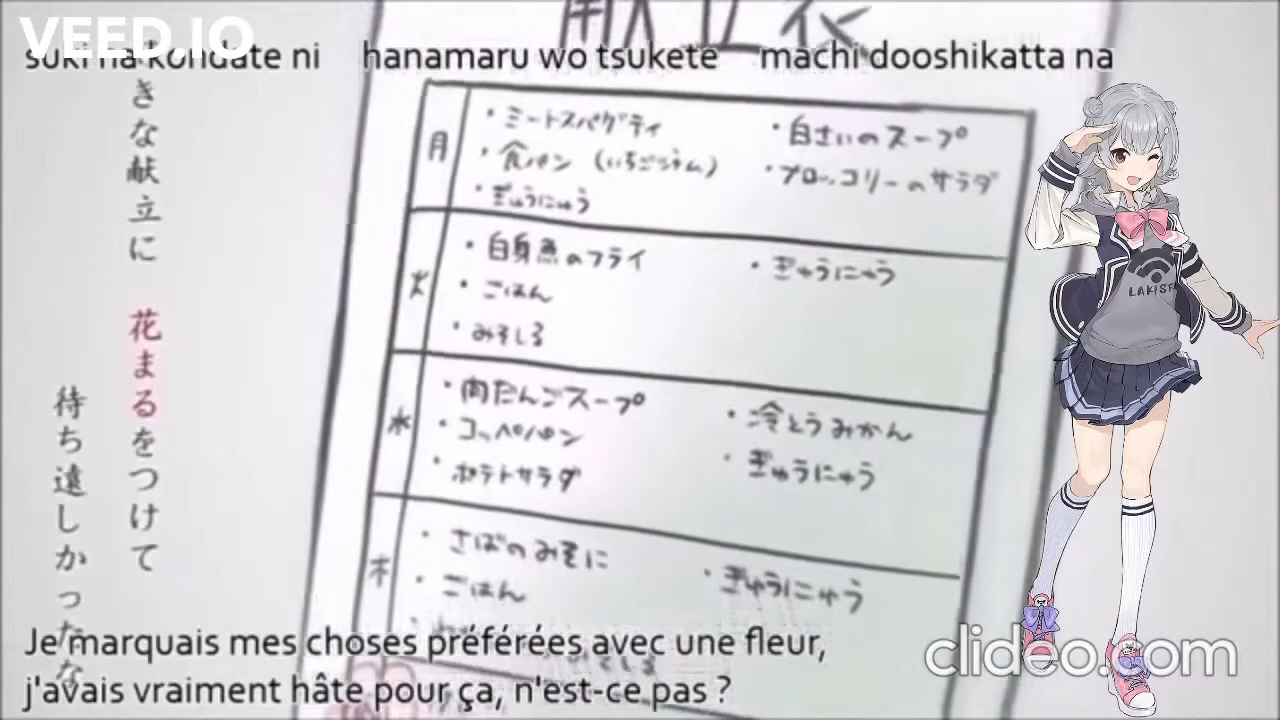 VEED.IO
suki na kondate ni hanamaru wo tsukete machi dooshikatta na
献立表
きな献立に 花まるをつけて
待ち遠しかったな
月
・ミートスパゲティ
・食パン (いちごジャム)
・ぎゅうにゅう
・白さいのスープ
・ブロッコリーのサラダ
火
・白身魚のフライ
・ごはん
・みそしる
・ぎゅうにゅう
水
・肉だんごスープ
・コッペパン
・ポテトサラダ
・冷とうみかん
・ぎゅうにゅう
木
・さばのみそに
・ごはん
・ぎゅうにゅう
LAKISTA
Je marquais mes choses préférées avec une fleur,
j'avais vraiment hâte pour ça, n'est-ce pas ?
clideo.com